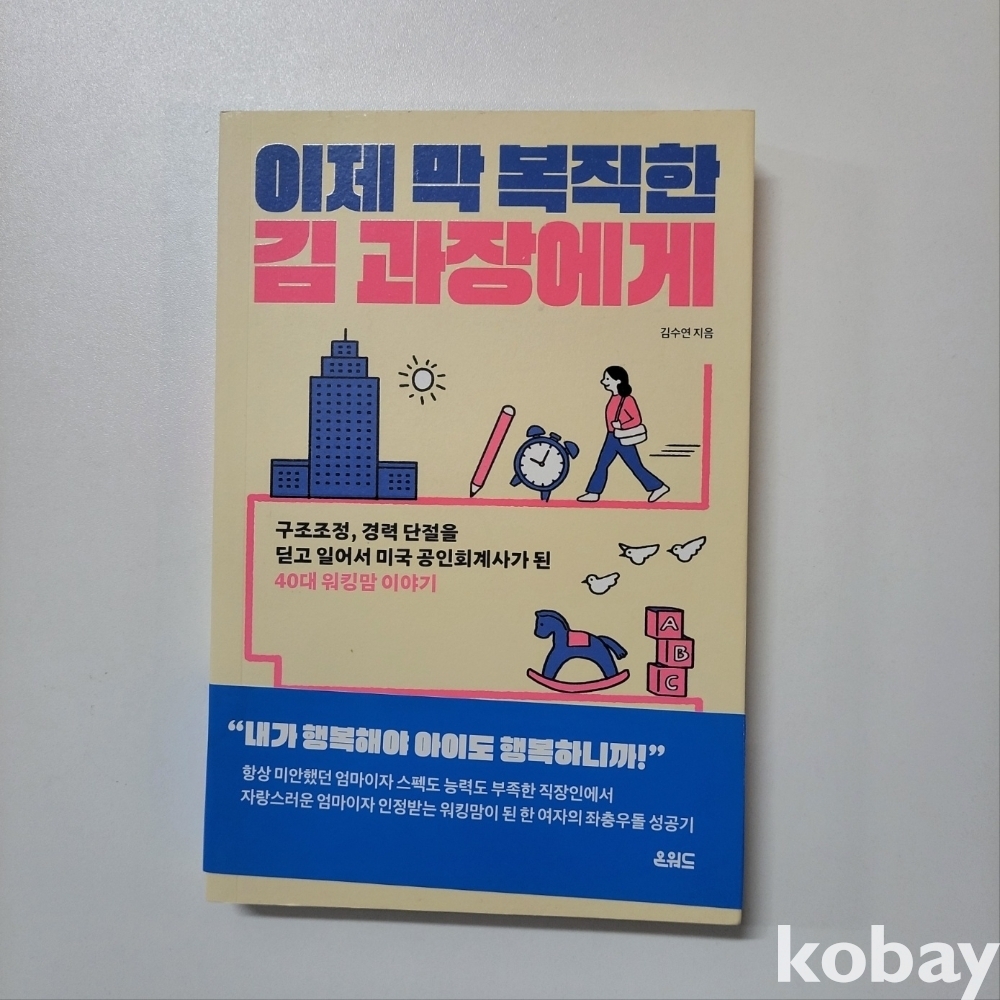 이제 막 복직한
김 과장에게
김수연 지음
구조조정, 경력 단절을
딛고 일어서 미국 공인회계사가 된
40대 워킹맘 이야기
A
B
C
“내가 행복해야 아이도 행복하니까!”
항상 미안했던 엄마이자 스펙도 능력도 부족한 직장인에서
자랑스러운 엄마이자 인정받는 워킹맘이 된 한 여자의 좌충우돌 성공기
온워드
kobay